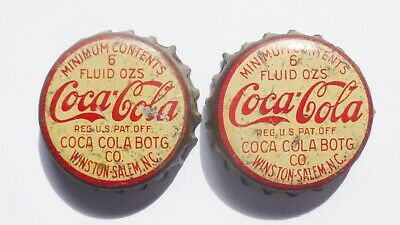 MINIMUM CONTENTS
6
FLUID OZS
Coca-Cola
REG. U.S. PAT. OFF.
COCA COLA BOTG.
CO.
WINSTON-SALEM, N.C.
MINIMUM CONTENTS
6
FLUID OZS
Coca-Cola
REG. U.S. PAT. OFF.
COCA COLA BOTG.
CO.
WINSTON-SALEM, N.C.